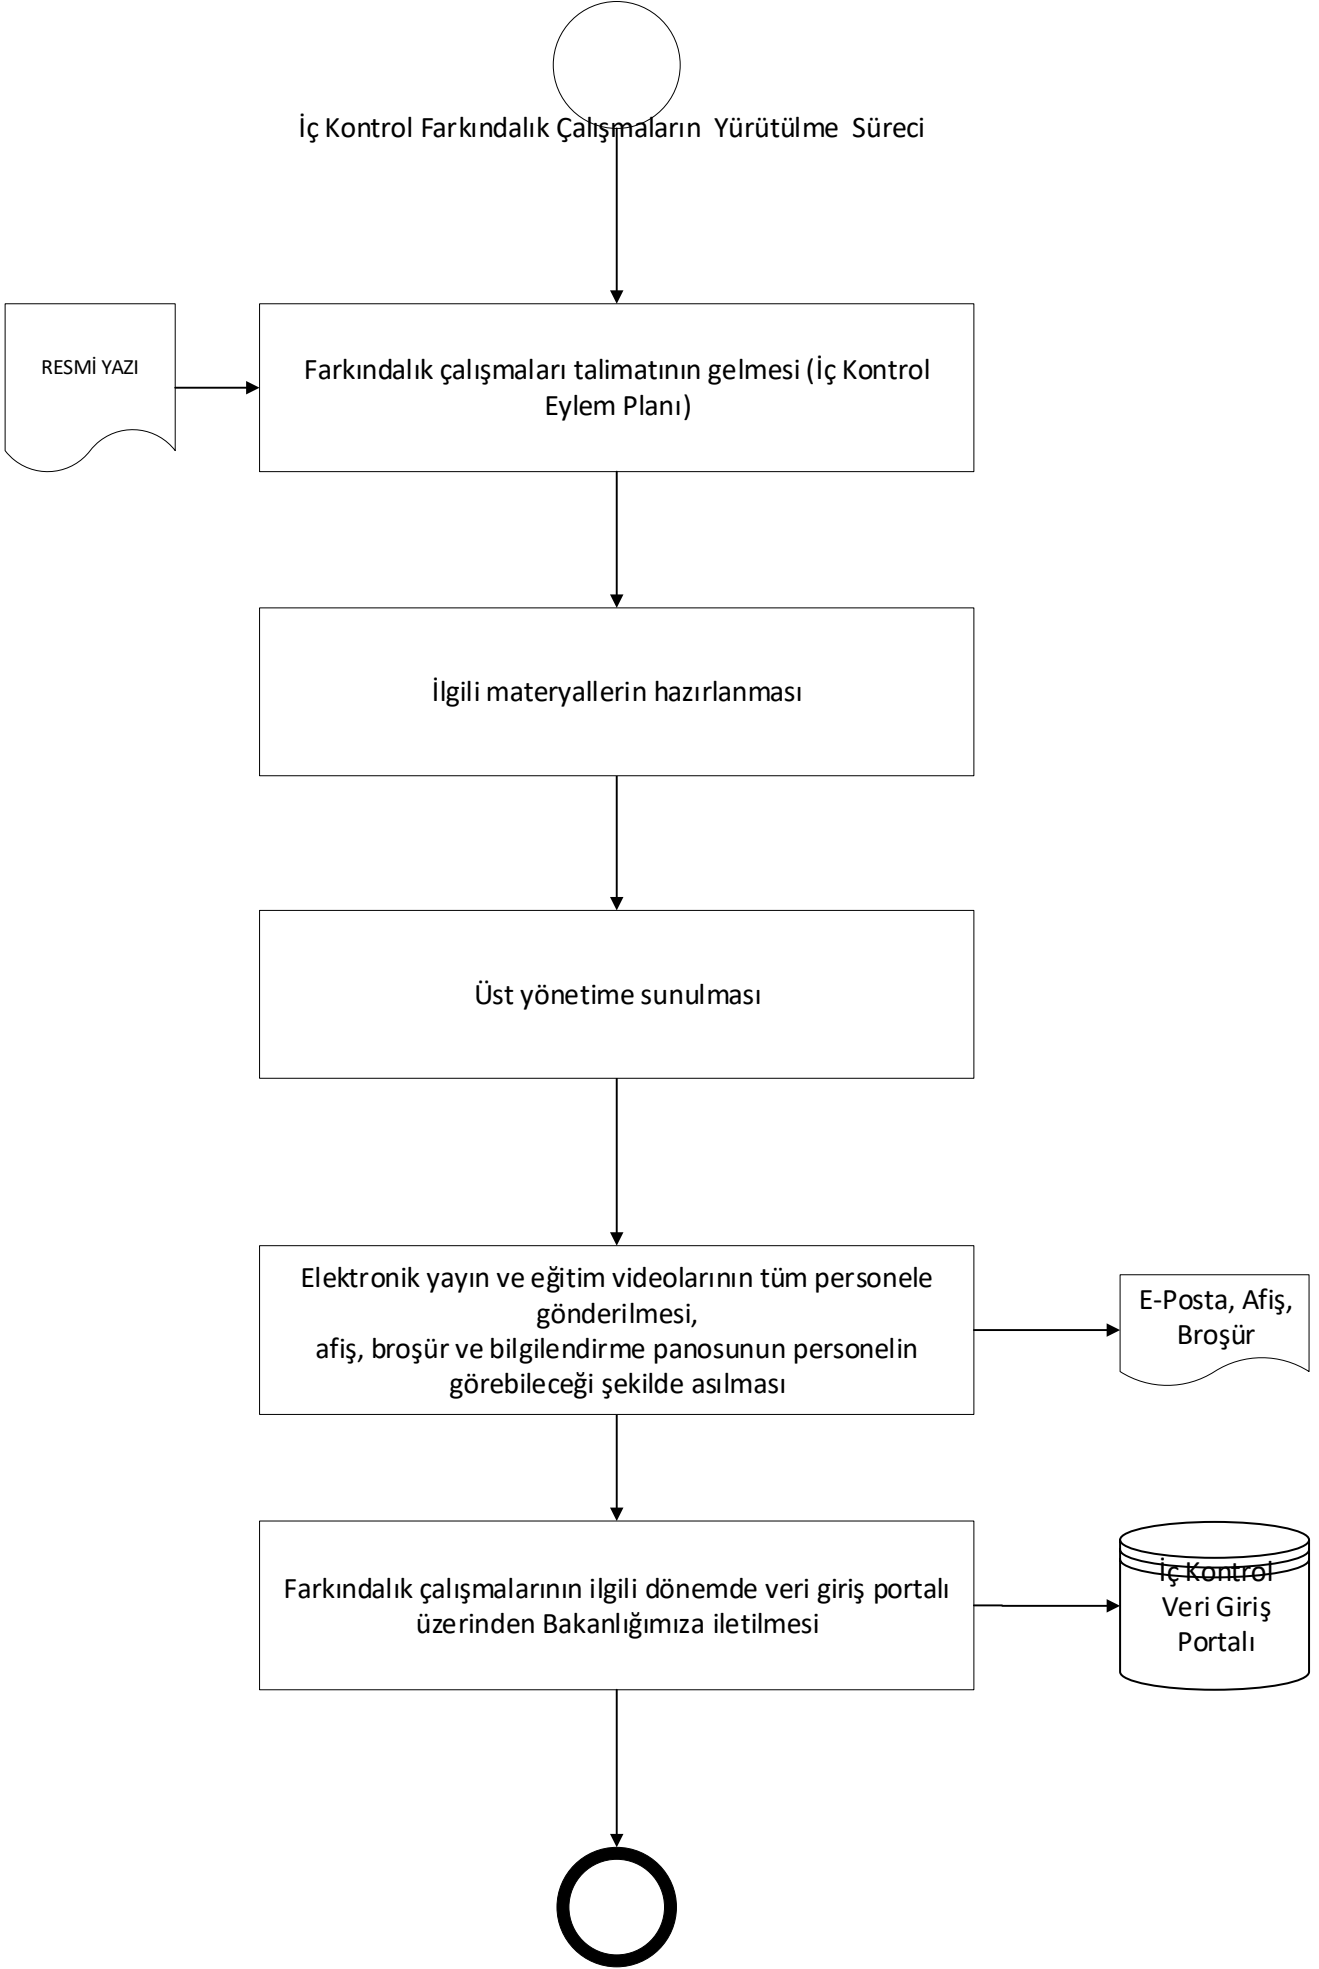 İç Kontrol Farkındalık Çalışmaların Yürütülme Süreci
RESMİ YAZI
Farkındalık çalışmaları talimatının gelmesi (İç Kontrol
Eylem Planı)
İlgili materyallerin hazırlanması
Üst yönetime sunulması
Elektronik yayın ve eğitim videolarının tüm personele
gönderilmesi,
afiş, broşür ve bilgilendirme panosunun personelin
görebileceği şekilde asılması
E-Posta, Afiş,
Broşür
Farkındalık çalışmalarının ilgili dönemde veri giriş portalı
üzerinden Bakanlığımıza iletilmesi
İç Kontrol
Veri Giriş
Portalı